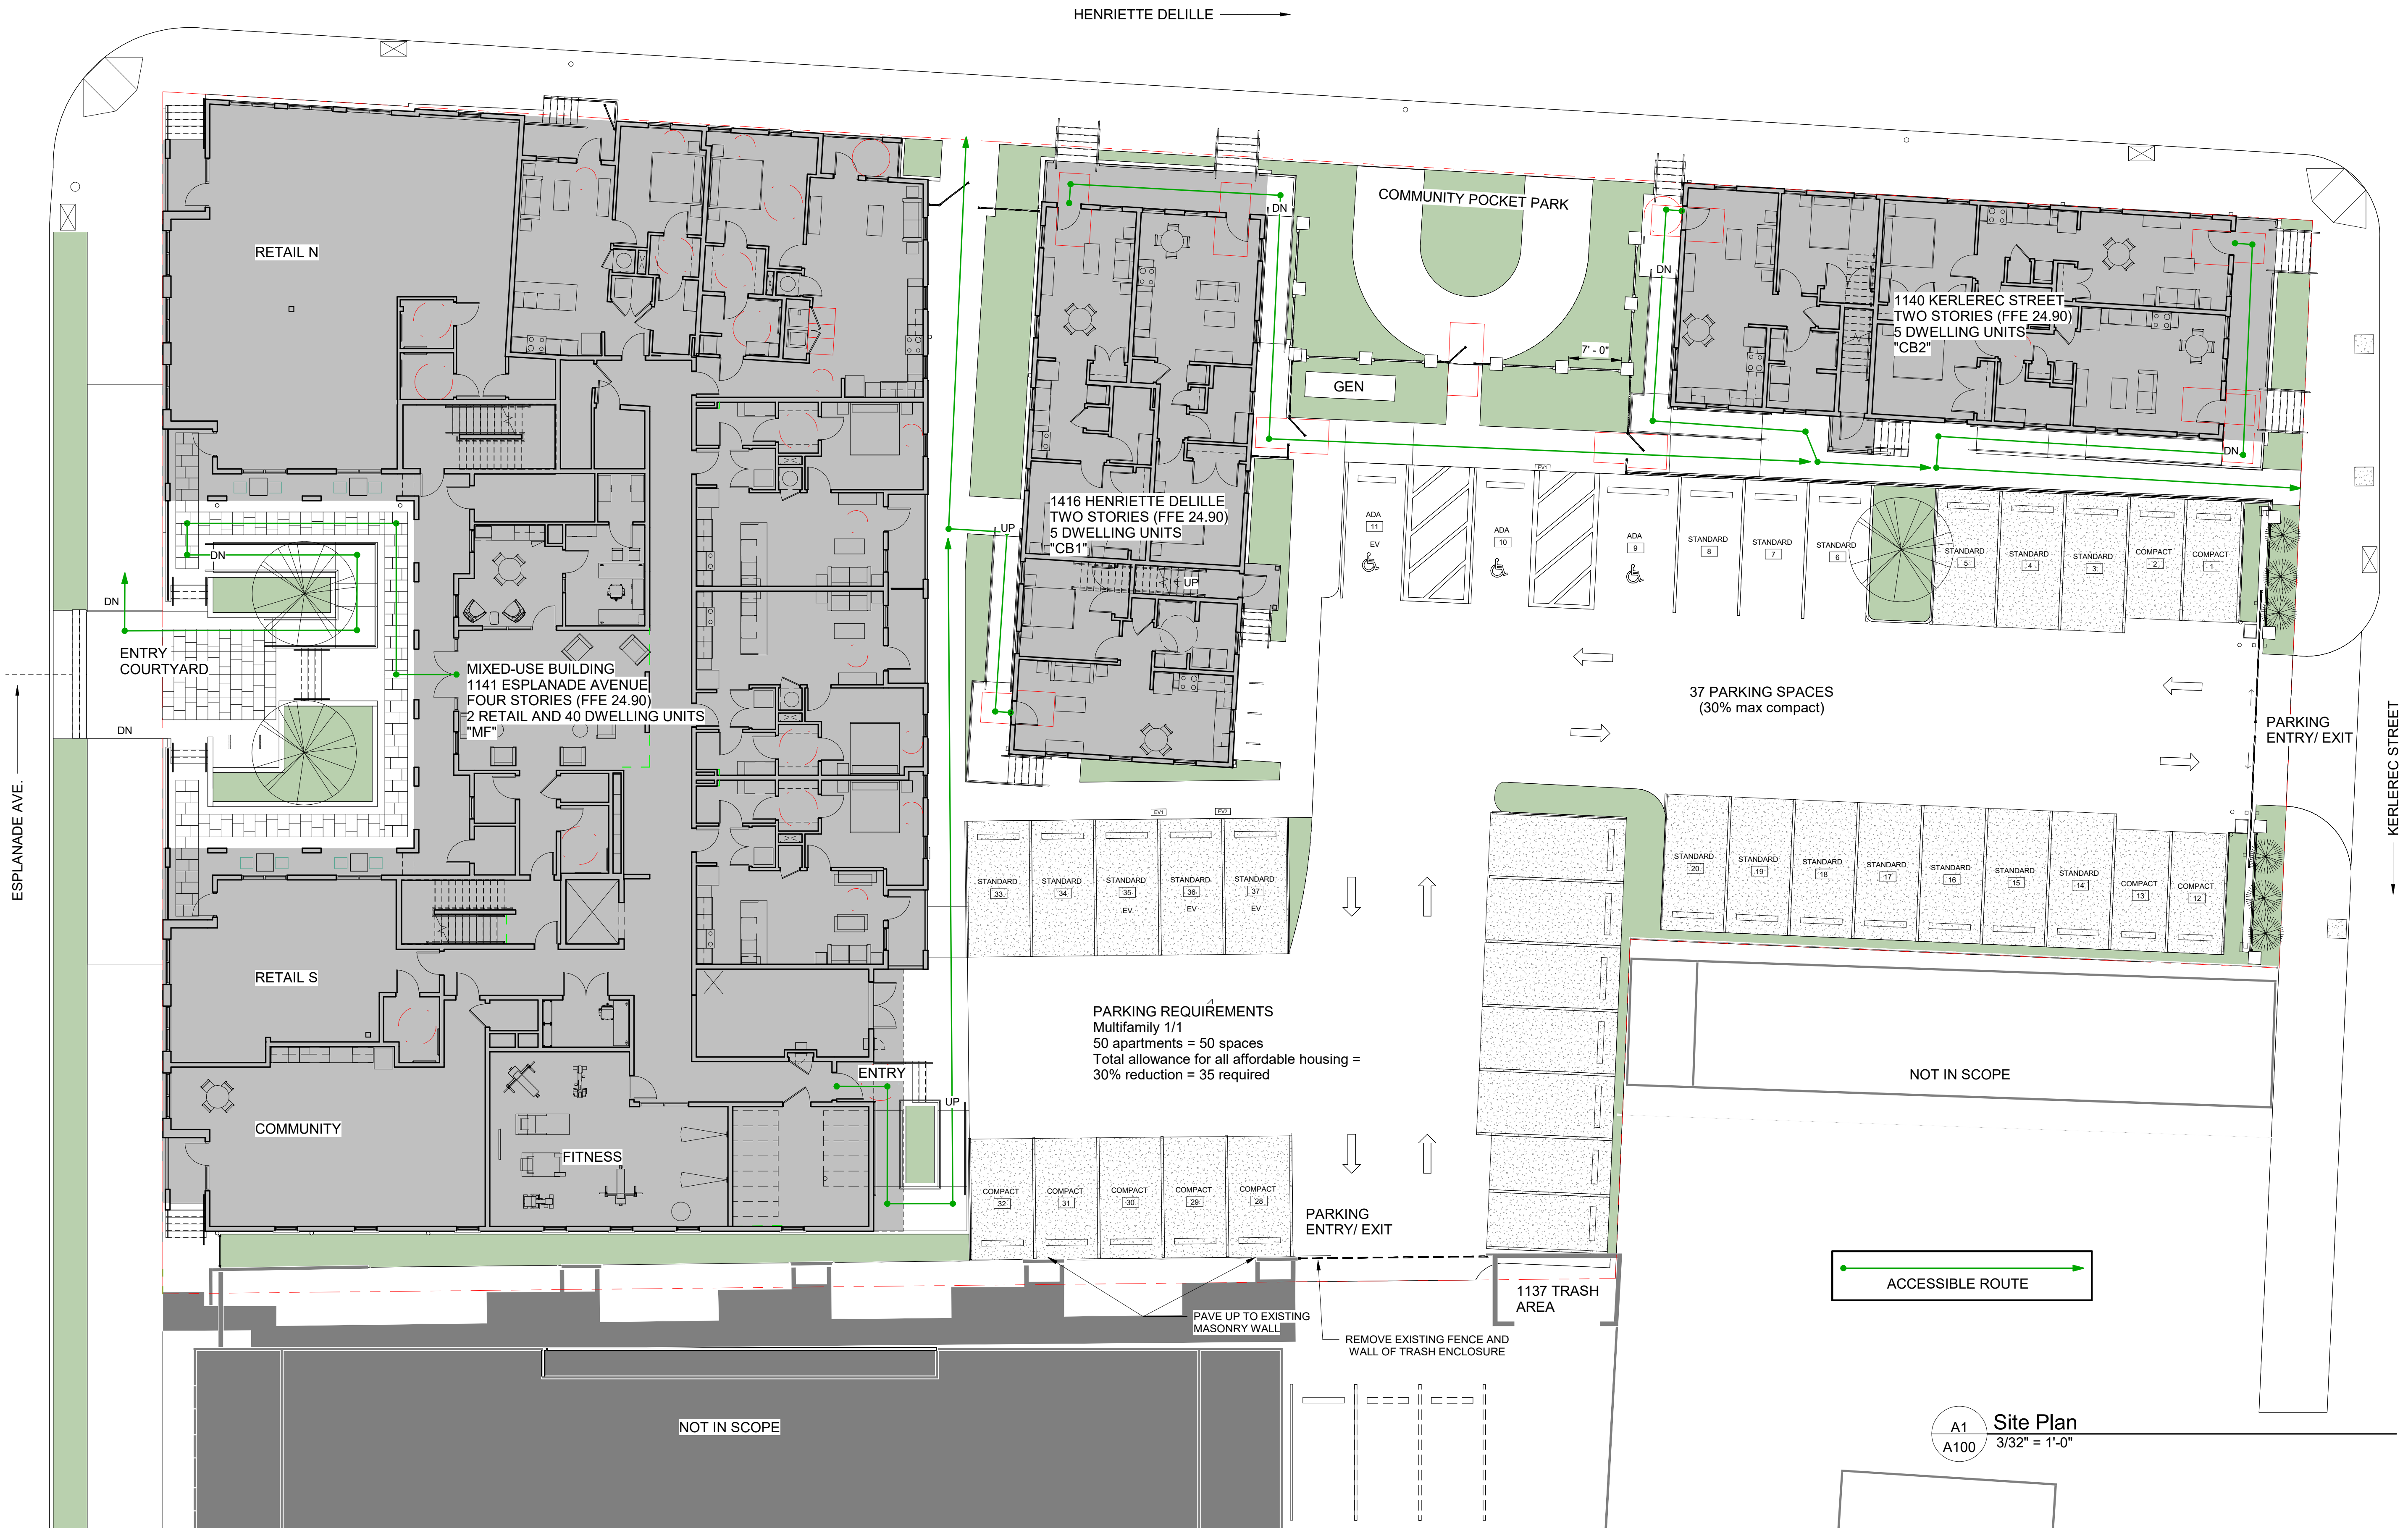 HENRIETTE DELILLE
RETAIL N
COMMUNITY POCKET PARK
DN
DN
7' - 0"
GEN
1140 KERLEREC STREET
TWO STORIES (FFE 24.90)
5 DWELLING UNITS
"CB2"
DN
1416 HENRIETTE DELILLE
TWO STORIES (FFE 24.90)
5 DWELLING UNITS
"CB1"
UP
UP
EV1
ADA
11
EV
ADA
10
ADA
9
STANDARD
8
STANDARD
7
STANDARD
6
STANDARD
5
STANDARD
4
STANDARD
3
COMPACT
2
COMPACT
1
DN
DN
ENTRY
COURTYARD
DN
MIXED-USE BUILDING
1141 ESPLANADE AVENUE
FOUR STORIES (FFE 24.90)
2 RETAIL AND 40 DWELLING UNITS
"MF"
37 PARKING SPACES
(30% max compact)
PARKING
ENTRY/ EXIT
ESPLANADE AVE.
KERLEREC STREET
EV1
EV2
STANDARD
33
STANDARD
34
STANDARD
35
EV
STANDARD
36
EV
STANDARD
37
EV
STANDARD
20
STANDARD
19
STANDARD
18
STANDARD
17
STANDARD
16
STANDARD
15
STANDARD
14
COMPACT
13
COMPACT
12
RETAIL S
PARKING REQUIREMENTS
Multifamily 1/1
50 apartments = 50 spaces
Total allowance for all affordable housing =
30% reduction = 35 required
NOT IN SCOPE
ENTRY
UP
COMMUNITY
FITNESS
COMPACT
32
COMPACT
31
COMPACT
30
COMPACT
29
COMPACT
28
PARKING
ENTRY/ EXIT
1137 TRASH
AREA
PAVE UP TO EXISTING
MASONRY WALL
REMOVE EXISTING FENCE AND
WALL OF TRASH ENCLOSURE
ACCESSIBLE ROUTE
NOT IN SCOPE
A1
A100
Site Plan
3/32" = 1'-0"